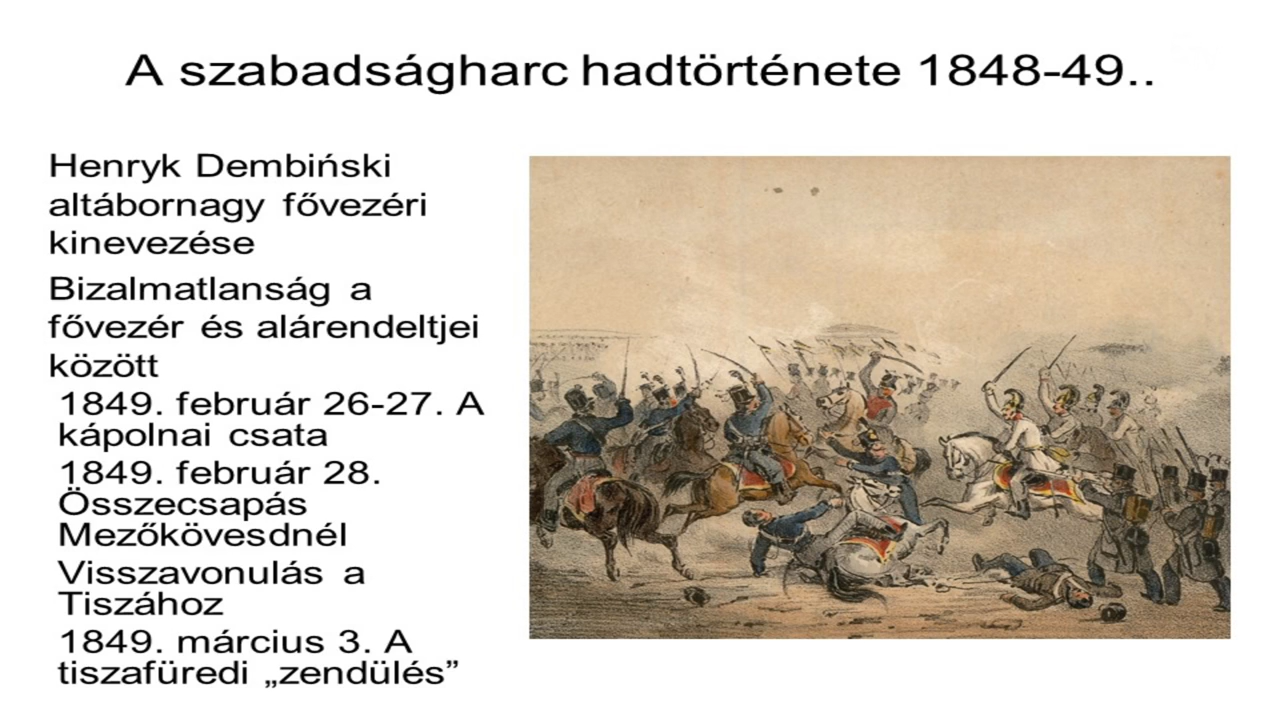 A szabadságharc hadtörténete 1848-49..
Henryk Dembiński
altábornagy fővezéri
kinevezése
Bizalmatlanság a
fővezér és alárendeltjei
között
1849. február 26-27. A
kápolnai csata
1849. február 28.
Összecsapás
Mezőkövesdnél
Visszavonulás a
Tiszához
1849. március 3. A
tiszafüredi „zendülés”